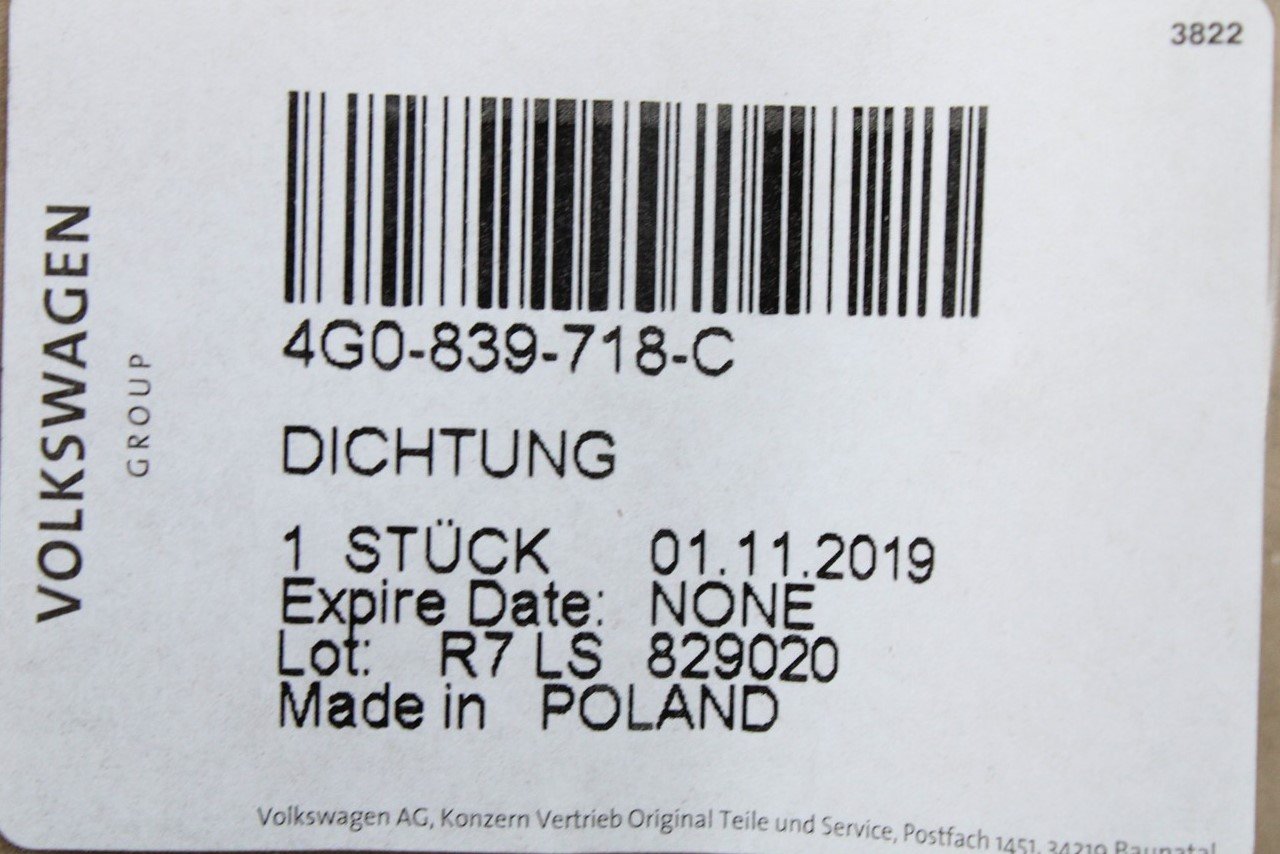 3822
VOLKSWAGEN
GROUP
4G0-839-718-C
DICHTUNG
1 STÜCK 01.11.2019
Expire Date: NONE
Lot: R7 LS 829020
Made in POLAND
Volkswagen AG, Konzern Vertrieb Original Teile und Service, Postfach 1451, 34219 Baunatal